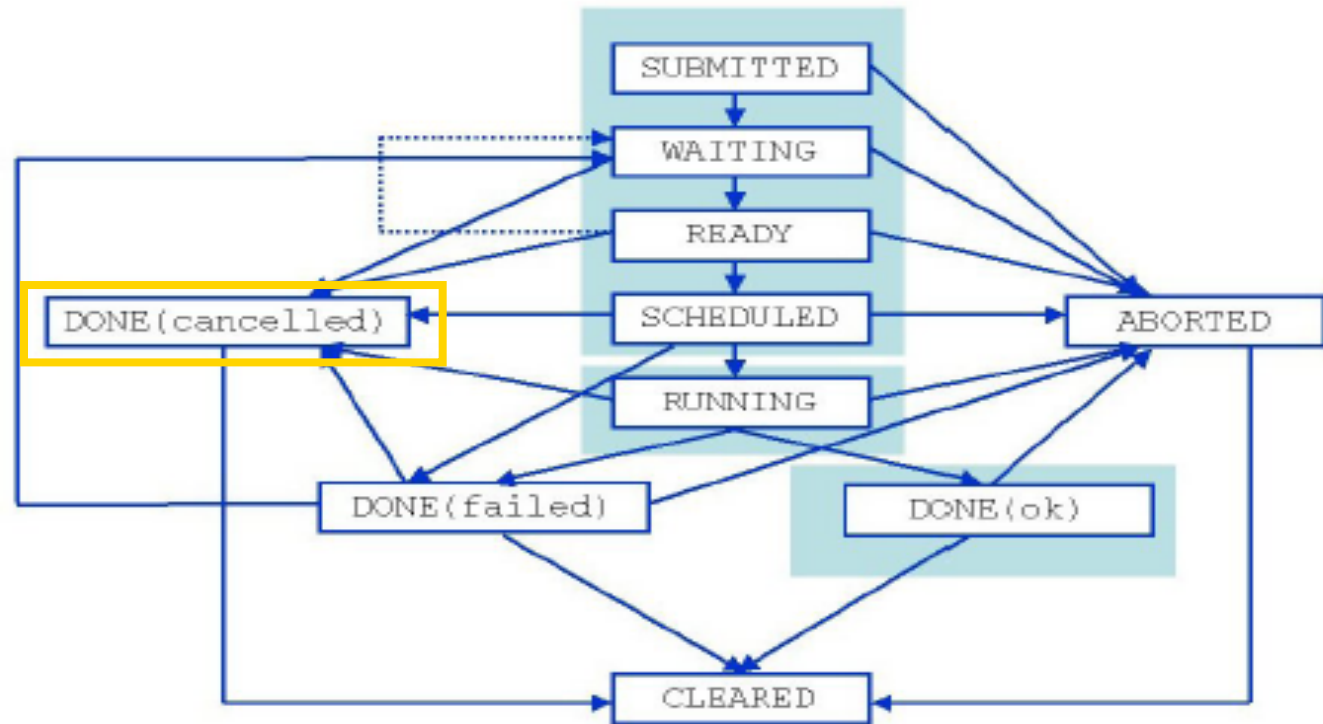 SUBMITTED
WAITING
READY
DONE(cancelled)
SCHEDULED
ABORTED
RUNNING
DONE(failed)
DONE(ok)
CLEARED